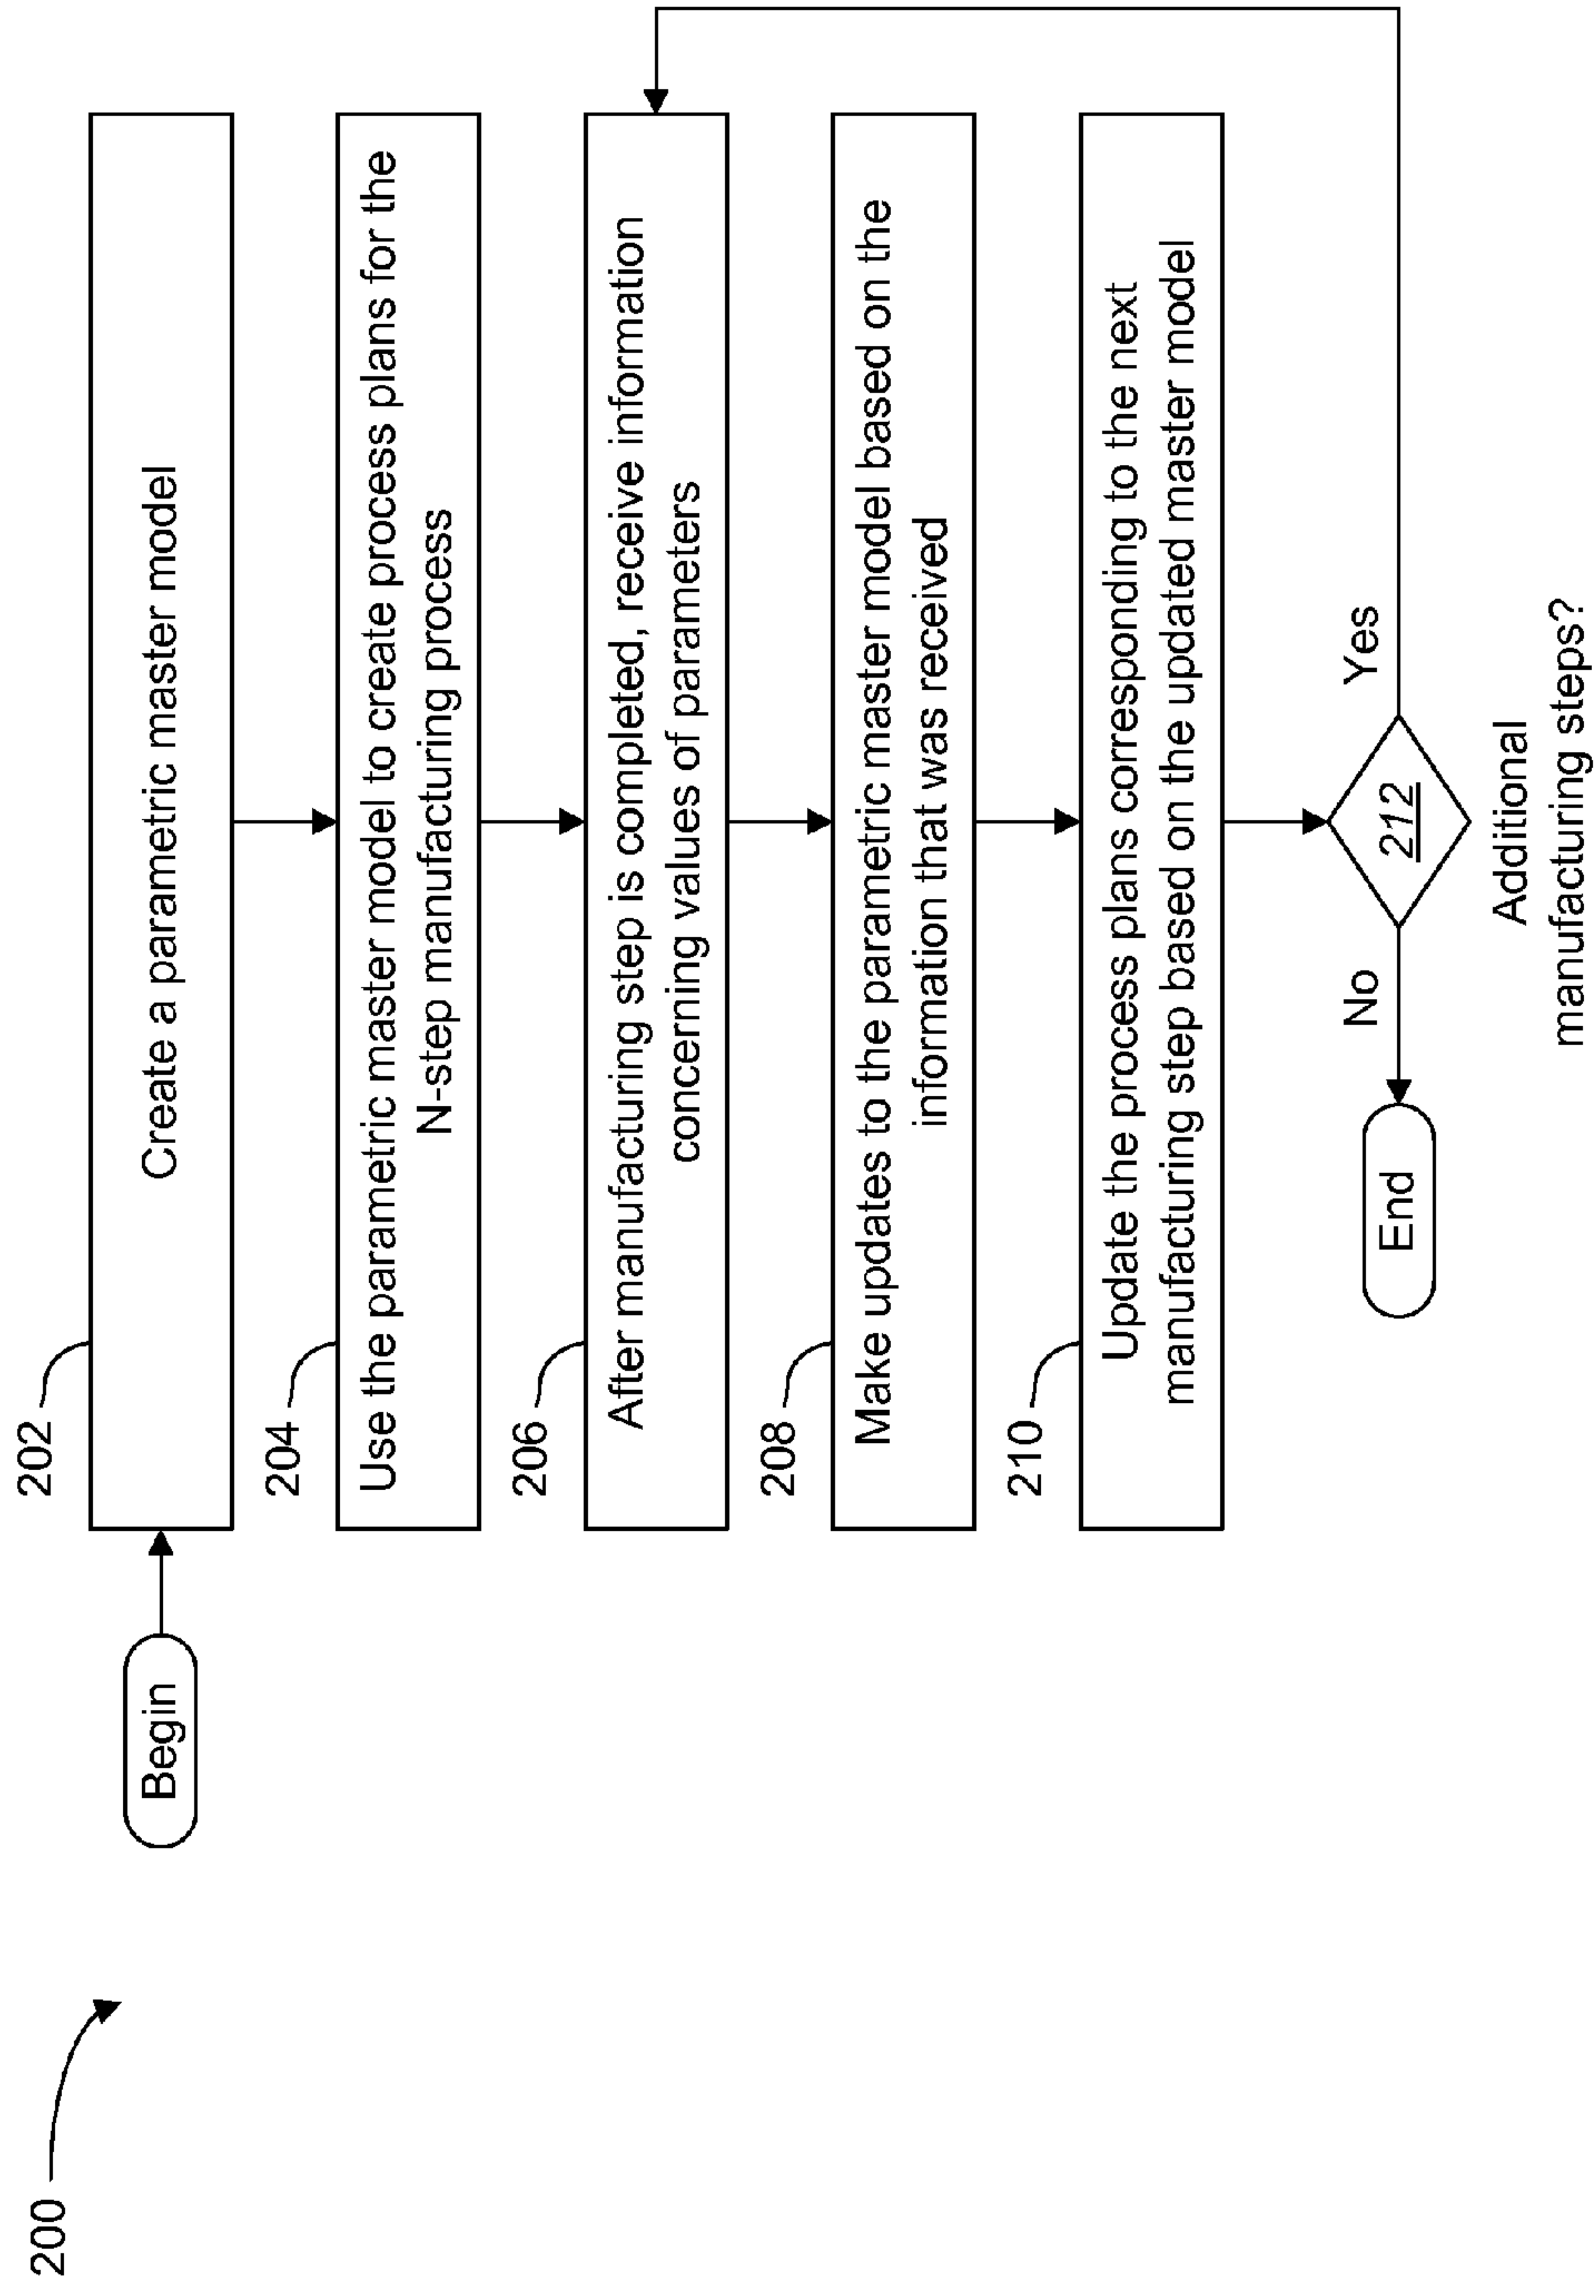 200
Begin
202
Create a parametric master model
204
Use the parametric master model to create process plans for the
N-step manufacturing process
206
After manufacturing step is completed, receive information
concerning values of parameters
208
Make updates to the parametric master model based on the
information that was received
210
Update the process plans corresponding to the next
manufacturing step based on the updated master model
End
No
212
Yes
Additional
manufacturing steps?